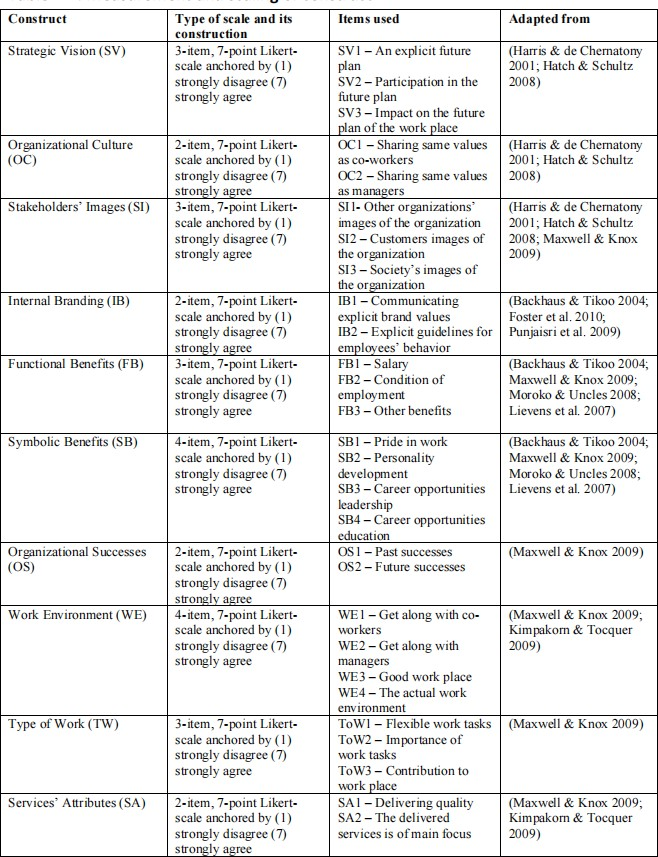 Construct
Type of scale and its
construction
Items used
Adapted from
Strategic Vision (SV)
3-item, 7-point Likert-
scale anchored by (1)
strongly disagree (7)
strongly agree
SV1 – An explicit future
plan
SV2 – Participation in the
future plan
SV3 – Impact on the future
plan of the work place
(Harris & de Chernatony
2001; Hatch & Schultz
2008)
Organizational Culture
(OC)
2-item, 7-point Likert-
scale anchored by (1)
strongly disagree (7)
strongly agree
OC1 – Sharing same values
as co-workers
OC2 – Sharing same values
as managers
(Harris & de Chernatony
2001; Hatch & Schultz
2008)
Stakeholders’ Images (SI)
3-item, 7-point Likert-
scale anchored by (1)
strongly disagree (7)
strongly agree
SI1- Other organizations’
images of the organization
SI2 – Customers images of
the organization
SI3 – Society’s images of
the organization
(Harris & de Chernatony
2001; Hatch & Schultz
2008; Maxwell & Knox
2009)
Internal Branding (IB)
2-item, 7-point Likert-
scale anchored by (1)
strongly disagree (7)
strongly agree
IB1 – Communicating
explicit brand values
IB2 – Explicit guidelines for
employees’ behavior
(Backhaus & Tikoo 2004;
Foster et al. 2010;
Punjaisri et al. 2009)
Functional Benefits (FB)
3-item, 7-point Likert-
scale anchored by (1)
strongly disagree (7)
strongly agree
FB1 – Salary
FB2 – Condition of
employment
FB3 – Other benefits
(Backhaus & Tikoo 2004;
Maxwell & Knox 2009;
Moroko & Uncles 2008;
Lievens et al. 2007)
Symbolic Benefits (SB)
4-item, 7-point Likert-
scale anchored by (1)
strongly disagree (7)
strongly agree
SB1 – Pride in work
SB2 – Personality
development
SB3 – Career opportunities
leadership
SB4 – Career opportunities
education
(Backhaus & Tikoo 2004;
Maxwell & Knox 2009;
Moroko & Uncles 2008;
Lievens et al. 2007)
Organizational Successes
(OS)
2-item, 7-point Likert-
scale anchored by (1)
strongly disagree (7)
strongly agree
OS1 – Past successes
OS2 – Future successes
(Maxwell & Knox 2009)
Work Environment (WE)
4-item, 7-point Likert-
scale anchored by (1)
strongly disagree (7)
strongly agree
WE1 – Get along with co-
workers
WE2 – Get along with
managers
WE3 – Good work place
WE4 – The actual work
environment
(Maxwell & Knox 2009;
Kimpakorn & Tocquer
2009)
Type of Work (TW)
3-item, 7-point Likert-
scale anchored by (1)
strongly disagree (7)
strongly agree
ToW1 – Flexible work tasks
ToW2 – Importance of
work tasks
ToW3 – Contribution to
work place
(Maxwell & Knox 2009)
Services’ Attributes (SA)
2-item, 7-point Likert-
scale anchored by (1)
strongly disagree (7)
strongly agree
SA1 – Delivering quality
SA2 – The delivered
services is of main focus
(Maxwell & Knox 2009;
Kimpakorn & Tocquer
2009)